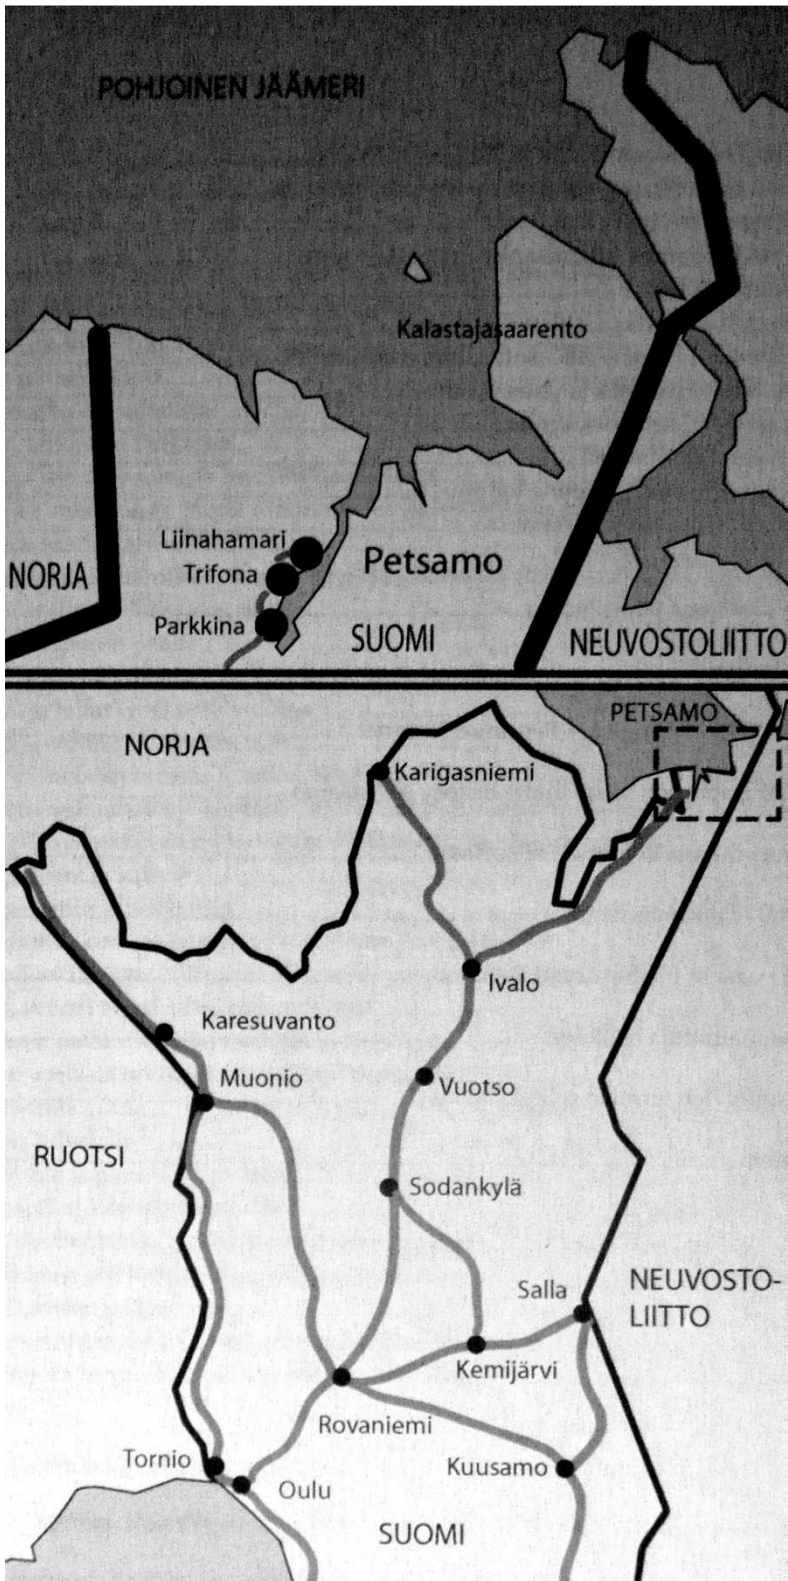 POHJOINEN JÄÄMERI
Kalastajasaarento
Liinahamari
Petsamo
Trifona
NORJA
Parkkina
SUOMI
NEUVOSTOLIITTO
PETSAMO
NORJA
Karigasniemi
Ivalo
Karesuvanto
Muonio
Vuotso
RUOTSI
Sodankylä
NEUVOSTO-
LIITTO
Salla
Kemijärvi
Rovaniemi
Tornio
Kuusamo
Oulu
SUOMI